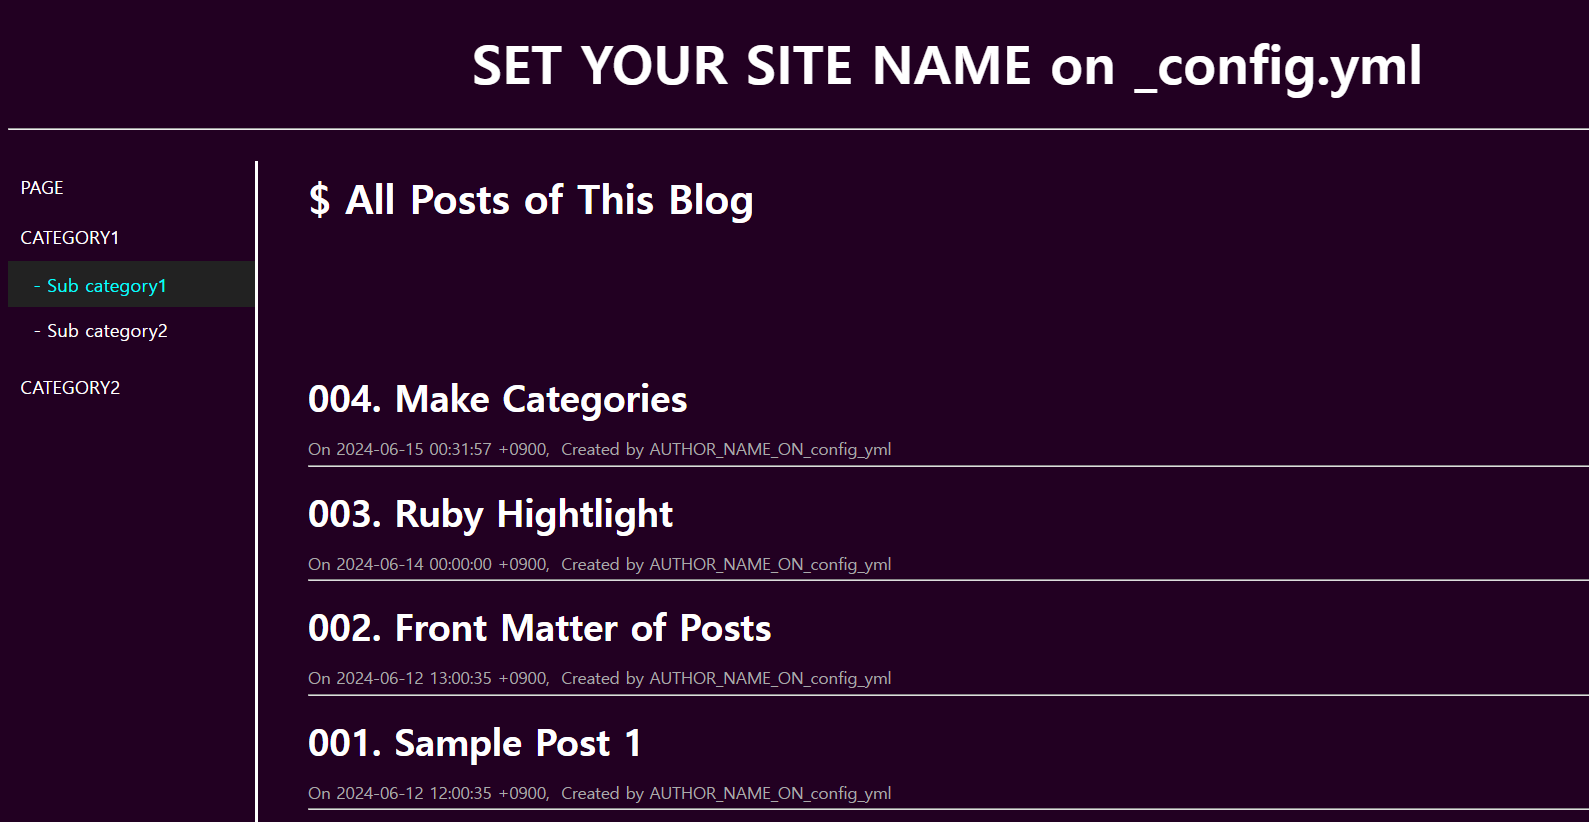 SET YOUR SITE NAME on _config.yml
PAGE
CATEGORY1
- Sub category1
- Sub category2
CATEGORY2
$ All Posts of This Blog
004. Make Categories
On 2024-06-15 00:31:57 +0900, Created by AUTHOR_NAME_ON_config_yml
003. Ruby Hightlight
On 2024-06-14 00:00:00 +0900, Created by AUTHOR_NAME_ON_config_yml
002. Front Matter of Posts
On 2024-06-12 13:00:35 +0900, Created by AUTHOR_NAME_ON_config_yml
001. Sample Post 1
On 2024-06-12 12:00:35 +0900, Created by AUTHOR_NAME_ON_config_yml